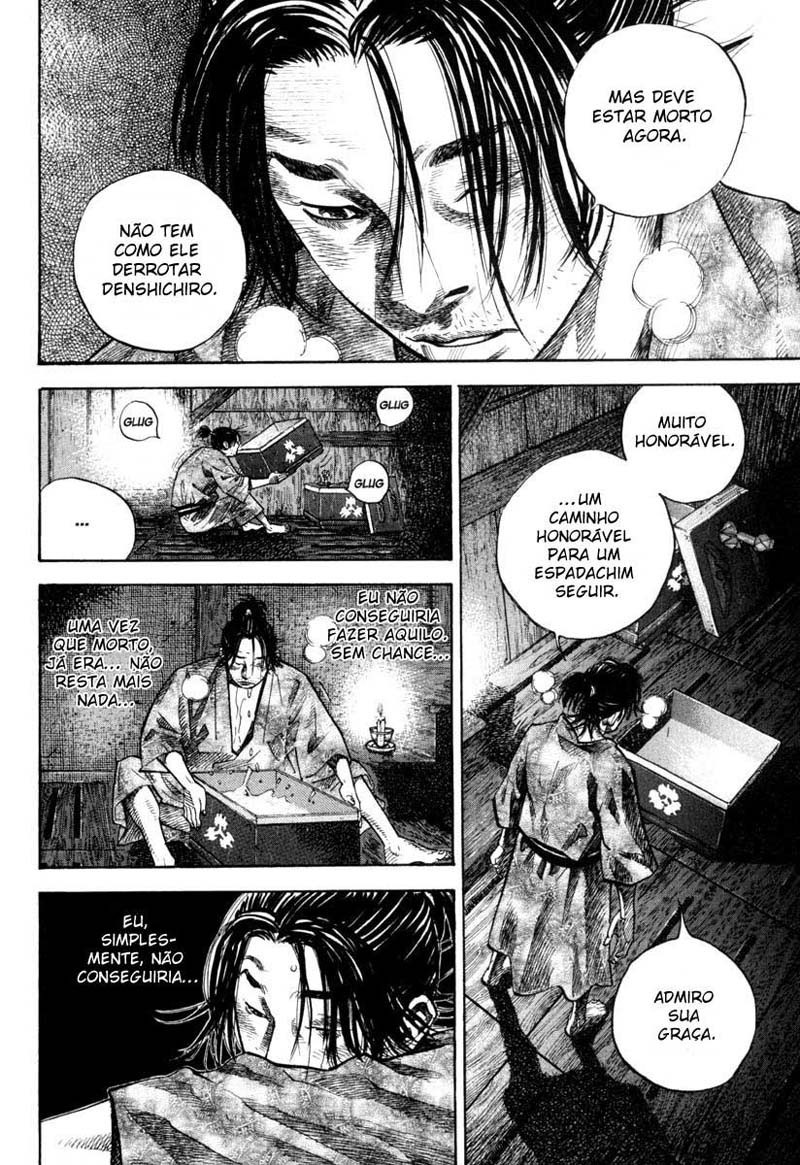 MAS DEVE
ESTAR MORTO
AGORA.
NÃO TEM
COMO ELE
DERROTAR
DENSHICHIRO.
MUITO
HONORÁVEL.
...UM
CAMINHO
HONORÁVEL
PARA UM
ESPADACHIM
SEGUIR.
ADMIRO
SUA
GRAÇA.
GLUG
GLUG
GLUG
...
EU NÃO
CONSEGUIRIA
FAZER AQUILO.
SEM CHANCE...
UMA VEZ
QUE MORTO,
JÁ ERA... NÃO
RESTA MAIS
NADA...
EU,
SIMPLES-
MENTE, NÃO
CONSEGUIRIA...